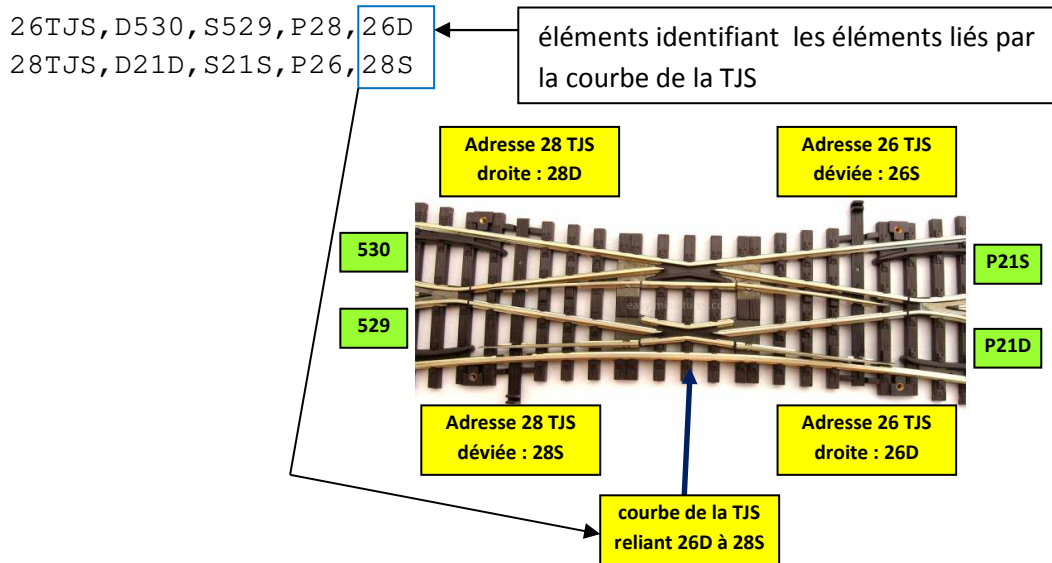 26TJS,D530,S529,P28,26D
28TJS,D21D,S21S,P26,28S
éléments identifiant les éléments liés par
la courbe de la TJS
Adresse 28 TJS
droite : 28D
Adresse 26 TJS
déviée : 26S
530
P21S
529
P21D
Adresse 28 TJS
déviée : 28S
Adresse 26 TJS
droite : 26D
courbe de la TJS
reliant 26D à 28S